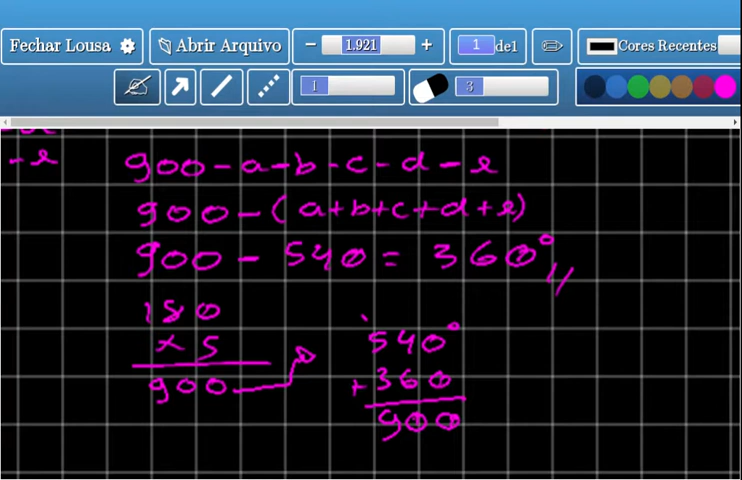 Fechar Lousa Abrir Arquivo − 1.921 + 1 de1 Cores Recentes
1 3
- e
900 - a - b - c - d - e
900 - ( a + b + c + d + e)
900 - 540 = 360° //
180
x 5
900
540°
+ 360
900